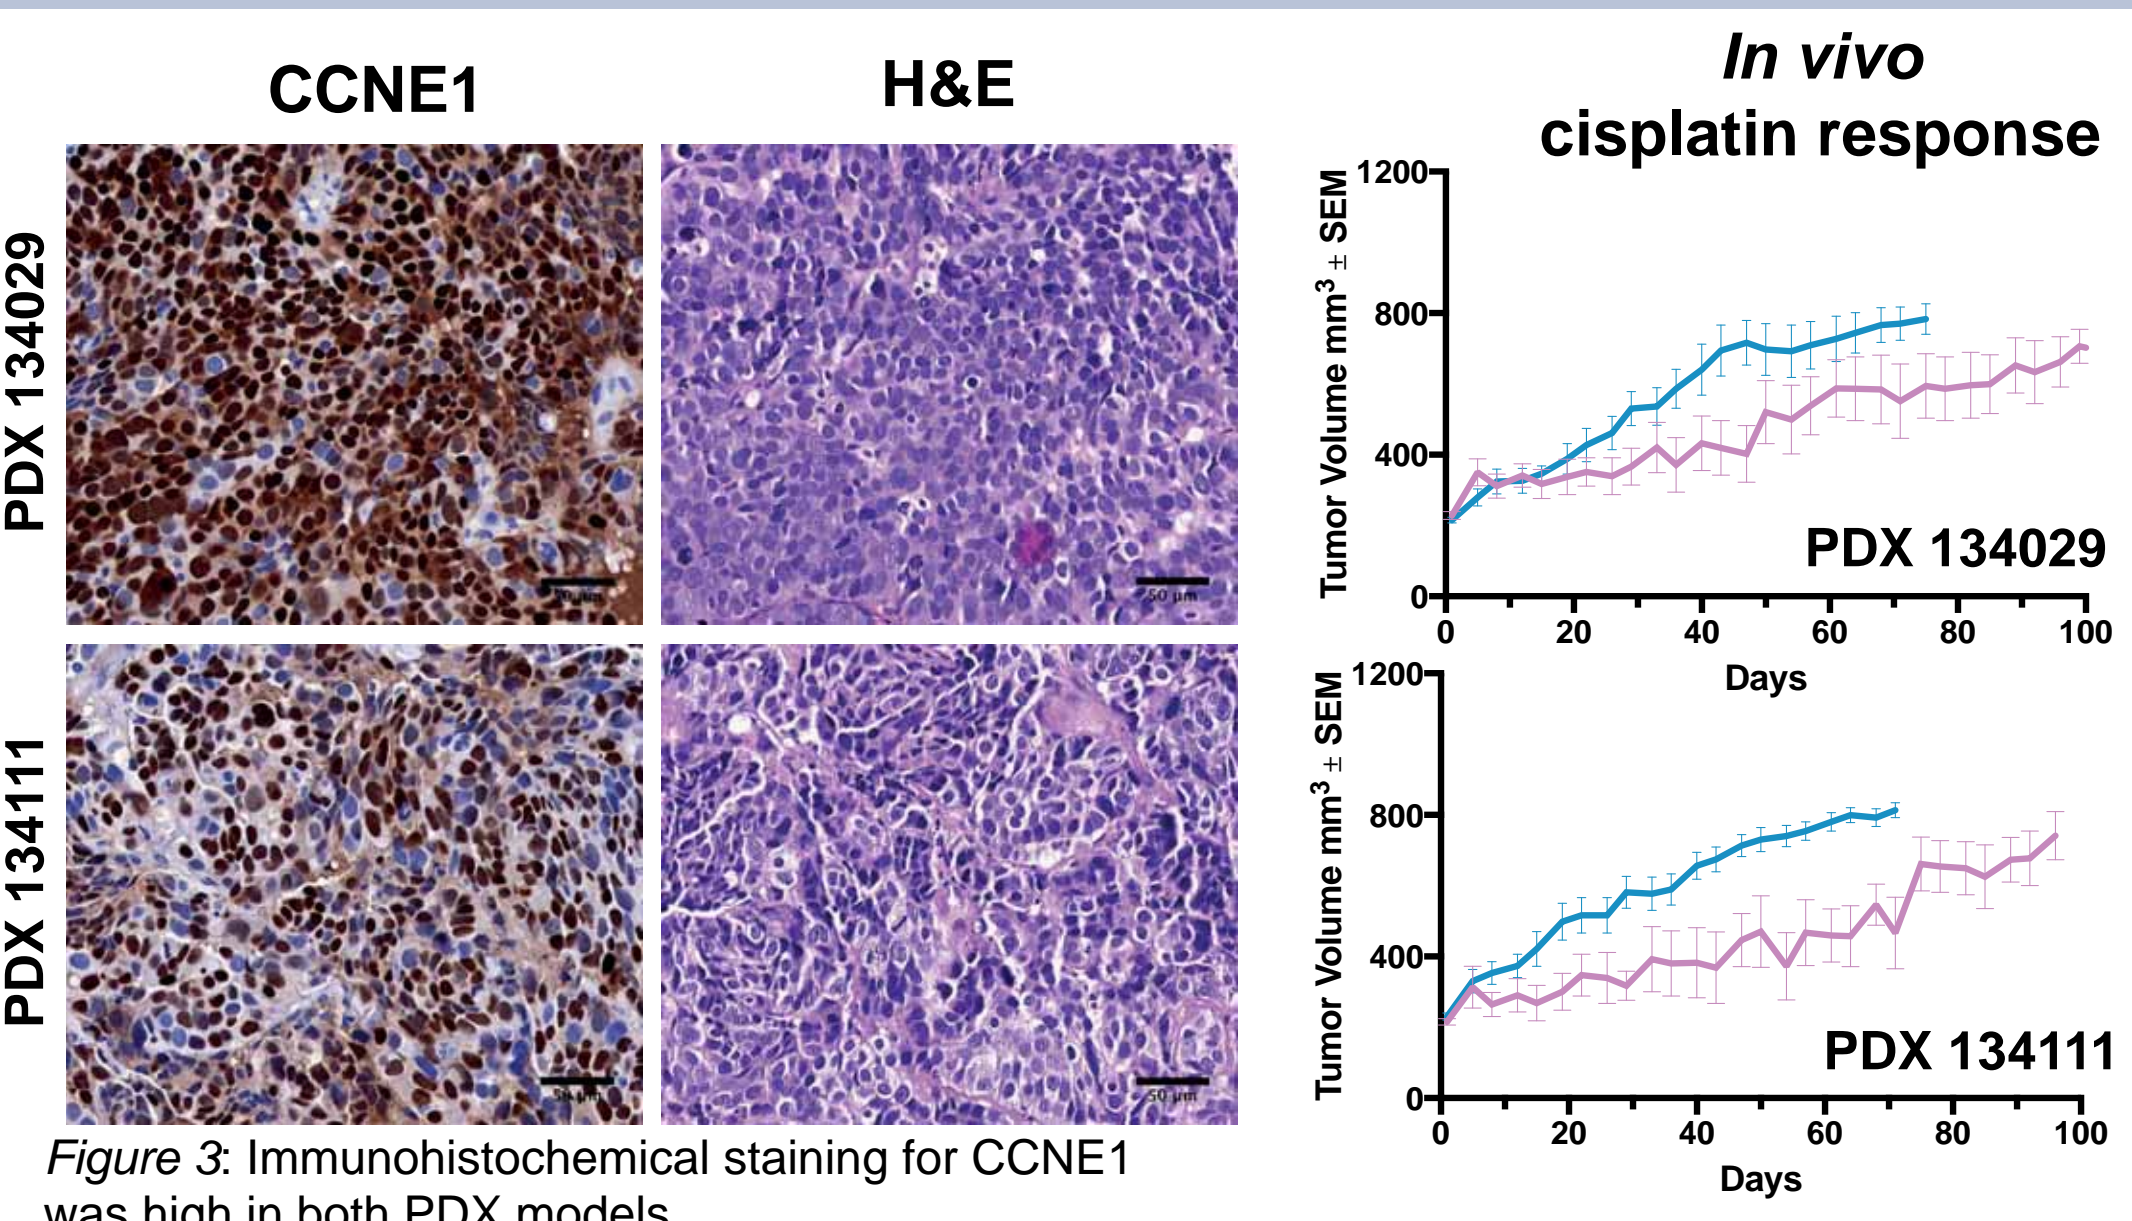 CCNE1
H&E
In vivo
cisplatin response
PDX 134029
50 µm
Tumor Volume mm³ ± SEM
1200
800
400
0
0 20 40 60 80 100
Days
PDX 134029
PDX 134111
50 µm
50 µm
Tumor Volume mm³ ± SEM
1200
800
400
0
0 20 40 60 80 100
Days
PDX 134111
Figure 3: Immunohistochemical staining for CCNE1
was high in both PDX models